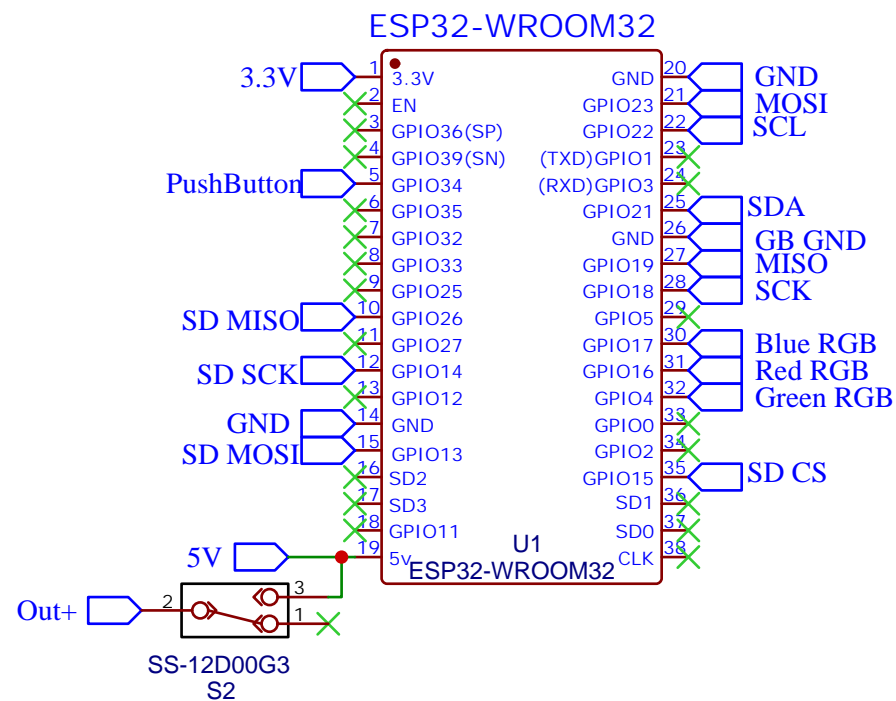 ESP32-WROOM32
3.3V 1 3.3V GND 20 GND
2 EN GPIO23 21 MOSI
3 GPIO36(SP) GPIO22 22 SCL
4 GPIO39(SN) (TXD)GPIO1 23
PushButton 5 GPIO34 (RXD)GPIO3 24
6 GPIO35 GPIO21 25 SDA
7 GPIO32 GND 26 GB GND
8 GPIO33 GPIO19 27 MISO
9 GPIO25 GPIO18 28 SCK
SD MISO 10 GPIO26 GPIO5 29
11 GPIO27 GPIO17 30 Blue RGB
SD SCK 12 GPIO14 GPIO16 31 Red RGB
13 GPIO12 GPIO4 32 Green RGB
GND 14 GND GPIO0 33
SD MOSI 15 GPIO13 GPIO2 34
16 SD2 GPIO15 35 SD CS
17 SD3 SD1 36
18 GPIO11 SD0 37
5V 19 5v CLK 38
U1
ESP32-WROOM32
3
Out+ 2
1
SS-12D00G3
S2